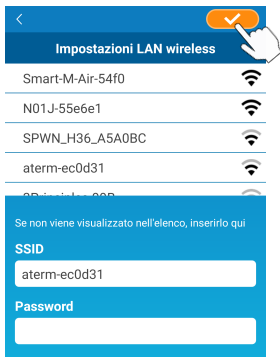 Impostazioni LAN wireless
Smart-M-Air-54f0
N01J-55e6e1
SPWN_H36_A5A0BC
aterm-ec0d31
Se non viene visualizzato nell'elenco, inserirlo qui
SSID
aterm-ec0d31
Password